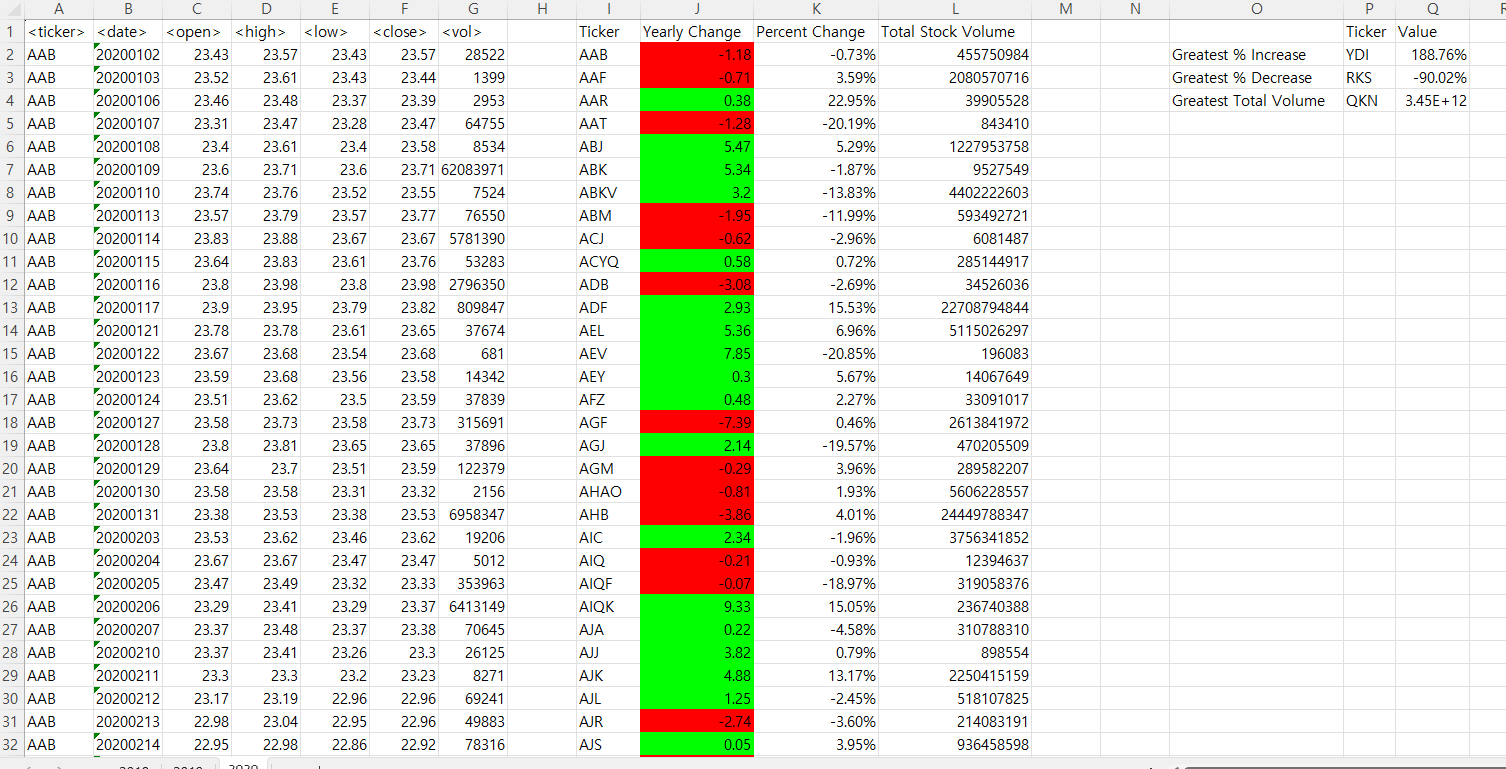 A B C D E F G H I J K L M N O P Q
1 <ticker> <date> <open> <high> <low> <close> <vol> Ticker Yearly Change Percent Change Total Stock Volume Ticker Value
2 AAB 20200102 23.43 23.57 23.43 23.57 28522 AAB -1.18 -0.73% 455750984 Greatest % Increase YDI 188.76%
3 AAB 20200103 23.52 23.61 23.43 23.44 1399 AAF -0.71 3.59% 2080570716 Greatest % Decrease RKS -90.02%
4 AAB 20200106 23.46 23.48 23.37 23.39 2953 AAR 0.38 22.95% 39905528 Greatest Total Volume QKN 3.45E+12
5 AAB 20200107 23.31 23.47 23.28 23.47 64755 AAT -1.28 -20.19% 843410
6 AAB 20200108 23.4 23.61 23.4 23.58 8534 ABJ 5.47 5.29% 1227953758
7 AAB 20200109 23.6 23.71 23.6 23.71 62083971 ABK 5.34 -1.87% 9527549
8 AAB 20200110 23.74 23.76 23.52 23.55 7524 ABKV 3.2 -13.83% 4402222603
9 AAB 20200113 23.57 23.79 23.57 23.77 76550 ABM -1.95 -11.99% 593492721
10 AAB 20200114 23.83 23.88 23.67 23.67 5781390 ACJ -0.62 -2.96% 6081487
11 AAB 20200115 23.64 23.83 23.61 23.76 53283 ACYQ 0.58 0.72% 285144917
12 AAB 20200116 23.8 23.98 23.8 23.98 2796350 ADB -3.08 -2.69% 34526036
13 AAB 20200117 23.9 23.95 23.79 23.82 809847 ADF 2.93 15.53% 22708794844
14 AAB 20200121 23.78 23.78 23.61 23.65 37674 AEL 5.36 6.96% 5115026297
15 AAB 20200122 23.67 23.68 23.54 23.68 681 AEV 7.85 -20.85% 196083
16 AAB 20200123 23.59 23.68 23.56 23.58 14342 AEY 0.3 5.67% 14067649
17 AAB 20200124 23.51 23.62 23.5 23.59 37839 AFZ 0.48 2.27% 33091017
18 AAB 20200127 23.58 23.73 23.58 23.73 315691 AGF -7.39 0.46% 2613841972
19 AAB 20200128 23.8 23.81 23.65 23.65 37896 AGJ 2.14 -19.57% 470205509
20 AAB 20200129 23.64 23.7 23.51 23.59 122379 AGM -0.29 3.96% 289582207
21 AAB 20200130 23.58 23.58 23.31 23.32 2156 AHAO -0.81 1.93% 5606228557
22 AAB 20200131 23.38 23.53 23.38 23.53 6958347 AHB -3.86 4.01% 24449788347
23 AAB 20200203 23.53 23.62 23.46 23.62 19206 AIC 2.34 -1.96% 3756341852
24 AAB 20200204 23.67 23.67 23.47 23.47 5012 AIQ -0.21 -0.93% 12394637
25 AAB 20200205 23.47 23.49 23.32 23.33 353963 AIQF -0.07 -18.97% 319058376
26 AAB 20200206 23.29 23.41 23.29 23.37 6413149 AIQK 9.33 15.05% 236740388
27 AAB 20200207 23.37 23.48 23.37 23.38 70645 AJA 0.22 -4.58% 310788310
28 AAB 20200210 23.37 23.41 23.26 23.3 26125 AJJ 3.82 0.79% 898554
29 AAB 20200211 23.3 23.3 23.2 23.23 8271 AJK 4.88 13.17% 2250415159
30 AAB 20200212 23.17 23.19 22.96 22.96 69241 AJL 1.25 -2.45% 518107825
31 AAB 20200213 22.98 23.04 22.95 22.96 49883 AJR -2.74 -3.60% 214083191
32 AAB 20200214 22.95 22.98 22.86 22.92 78316 AJS 0.05 3.95% 936458598